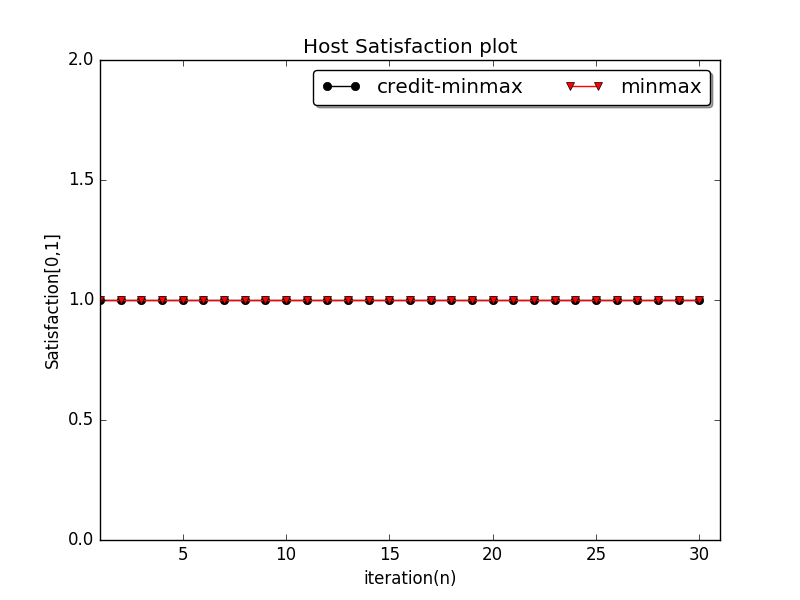 Host Satisfaction plot
credit-minmax minmax
2.0
1.5
1.0
0.5
0.0
Satisfaction[0,1]
5 10 15 20 25 30
iteration(n)